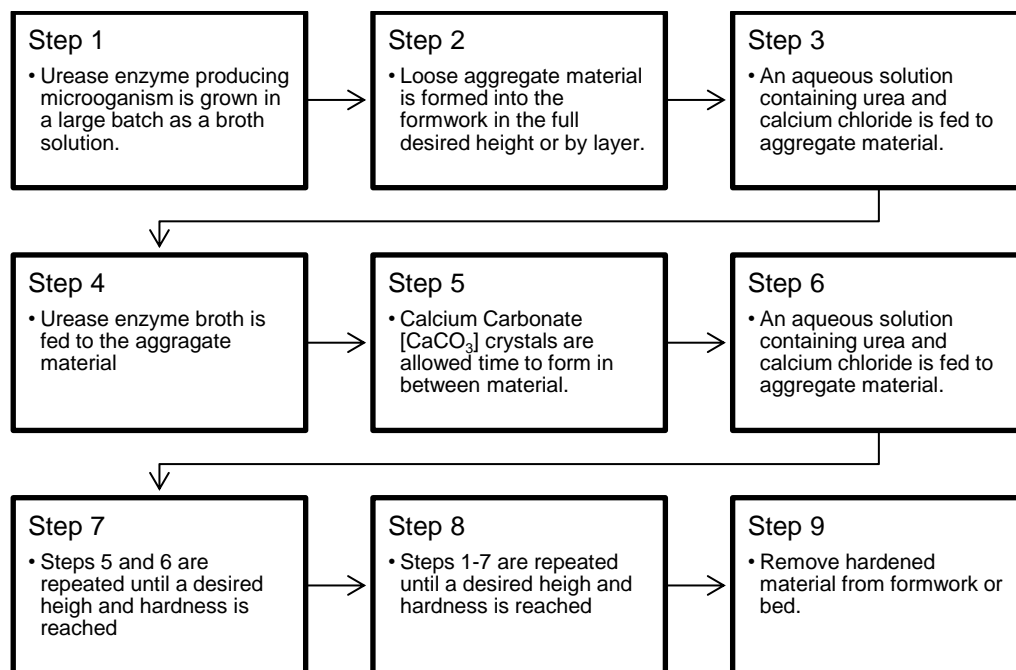 Step 1
• Urease enzyme producing
microoganism is grown in
a large batch as a broth
solution.
Step 2
• Loose aggregate material
is formed into the
formwork in the full
desired height or by layer.
Step 3
• An aqueous solution
containing urea and
calcium chloride is fed to
aggregate material.
Step 4
• Urease enzyme broth is
fed to the aggragate
material
Step 5
• Calcium Carbonate
[CaCO₃] crystals are
allowed time to form in
between material.
Step 6
• An aqueous solution
containing urea and
calcium chloride is fed to
aggregate material.
Step 7
• Steps 5 and 6 are
repeated until a desired
heigh and hardness is
reached
Step 8
• Steps 1-7 are repeated
until a desired heigh and
hardness is reached
Step 9
• Remove hardened
material from formwork or
bed.